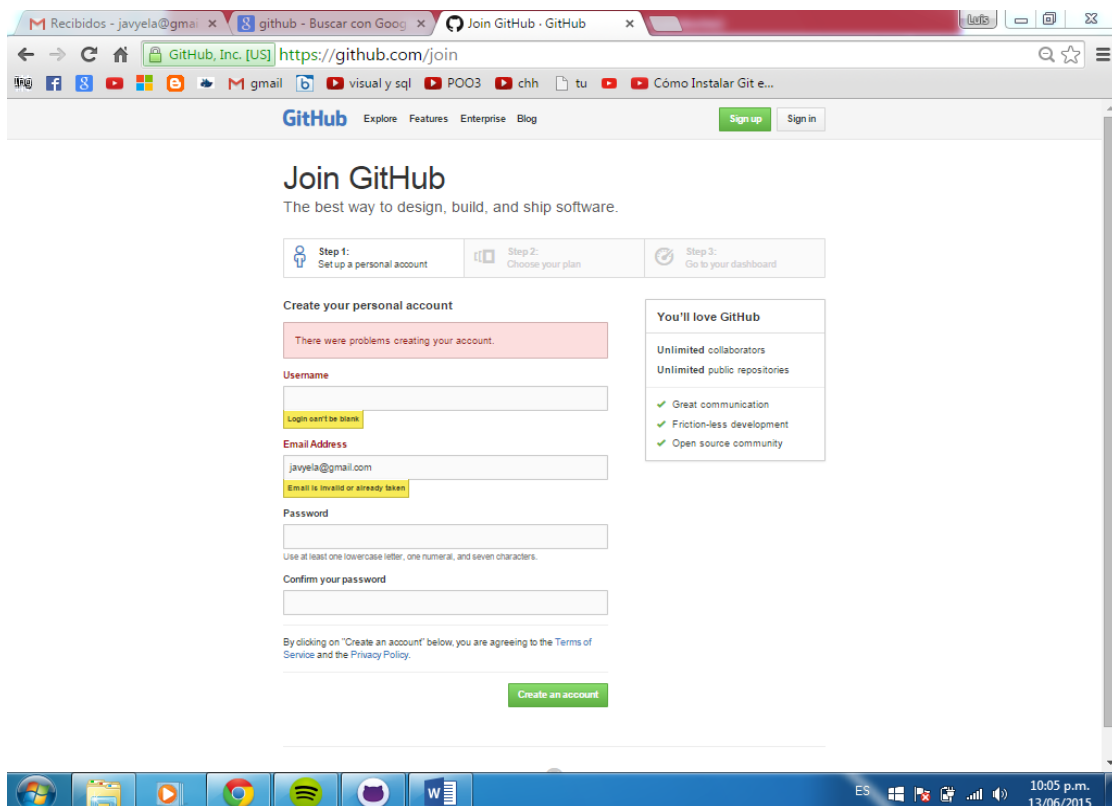 Recibidos - javyela@gmai
github - Buscar con Goog
Join GitHub · GitHub
Luis
GitHub, Inc. [US] https://github.com/join
gmail
visual y sql
POO3
chh
tu
Cómo Instalar Git e...
GitHub Explore Features Enterprise Blog
Sign up Sign in
Join GitHub
The best way to design, build, and ship software.
Step 1:
Set up a personal account
Step 2:
Choose your plan
Step 3:
Go to your dashboard
Create your personal account
There were problems creating your account.
Username
Login can't be blank
Email Address
javyela@gmail.com
Email is invalid or already taken
Password
Use at least one lowercase letter, one numeral, and seven characters.
Confirm your password
By clicking on "Create an account" below, you are agreeing to the Terms of
Service and the Privacy Policy.
Create an account
You'll love GitHub
Unlimited collaborators
Unlimited public repositories
Great communication
Friction-less development
Open source community
ES
10:05 p.m.
13/06/2015